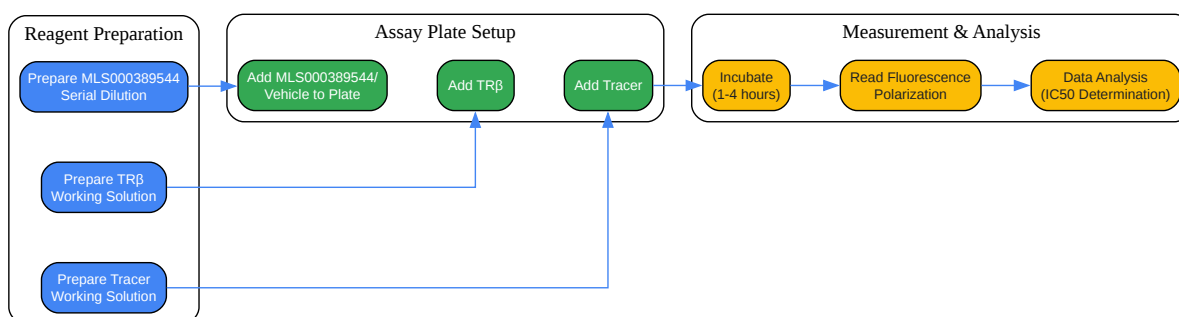 Reagent Preparation
Prepare MLS000389544
Serial Dilution
Prepare TRβ
Working Solution
Prepare Tracer
Working Solution
Assay Plate Setup
Add MLS000389544/
Vehicle to Plate
Add TRβ
Add Tracer
Measurement & Analysis
Incubate
(1-4 hours)
Read Fluorescence
Polarization
Data Analysis
(IC50 Determination)